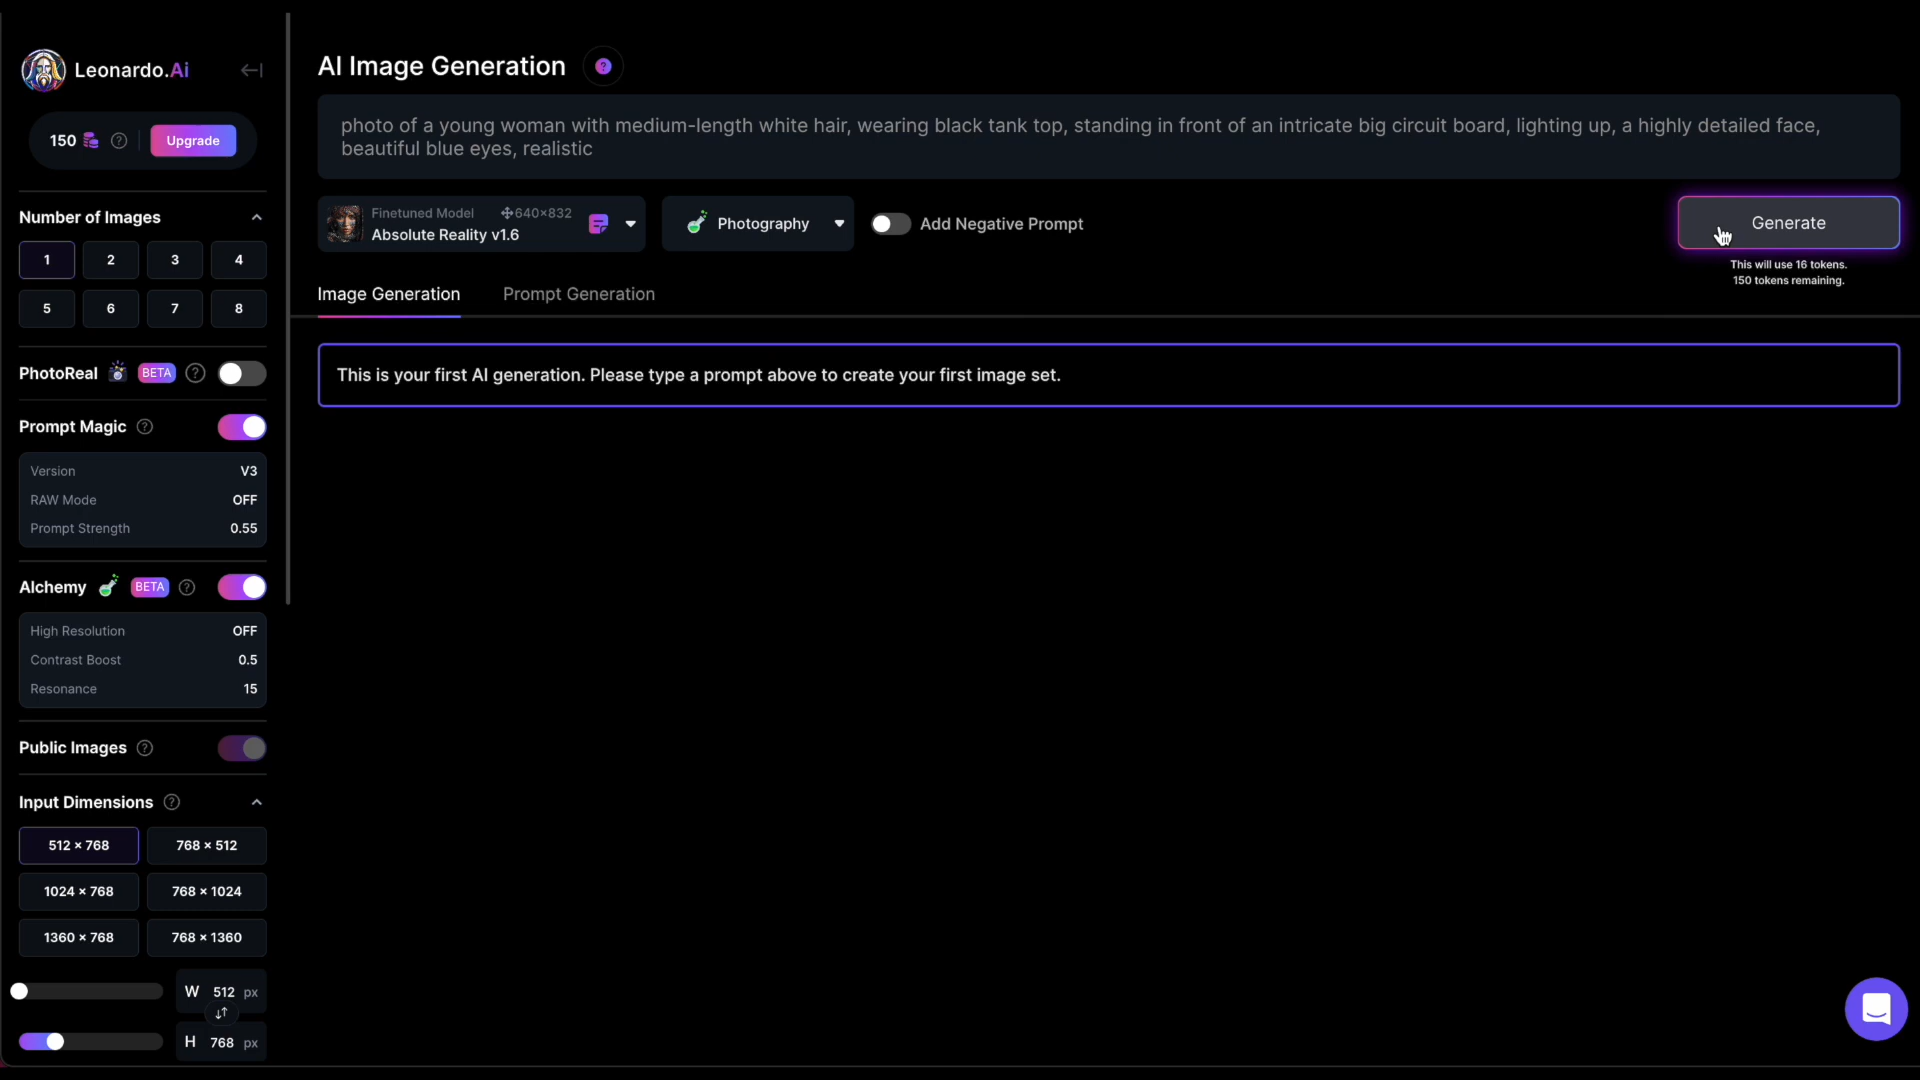 Leonardo.Ai
150
Upgrade
Number of Images
1 2 3 4
5 6 7 8
PhotoReal BETA ?
Prompt Magic ?
Version V3
RAW Mode OFF
Prompt Strength 0.55
Alchemy BETA ?
High Resolution OFF
Contrast Boost 0.5
Resonance 15
Public Images ?
Input Dimensions ?
512 × 768 768 × 512
1024 × 768 768 × 1024
1360 × 768 768 × 1360
W 512 px
H 768 px
AI Image Generation ?
photo of a young woman with medium-length white hair, wearing black tank top, standing in front of an intricate big circuit board, lighting up, a highly detailed face,
beautiful blue eyes, realistic
Finetuned Model 640×832
Absolute Reality v1.6
Photography
Add Negative Prompt
Generate
This will use 16 tokens.
150 tokens remaining.
Image Generation Prompt Generation
This is your first AI generation. Please type a prompt above to create your first image set.